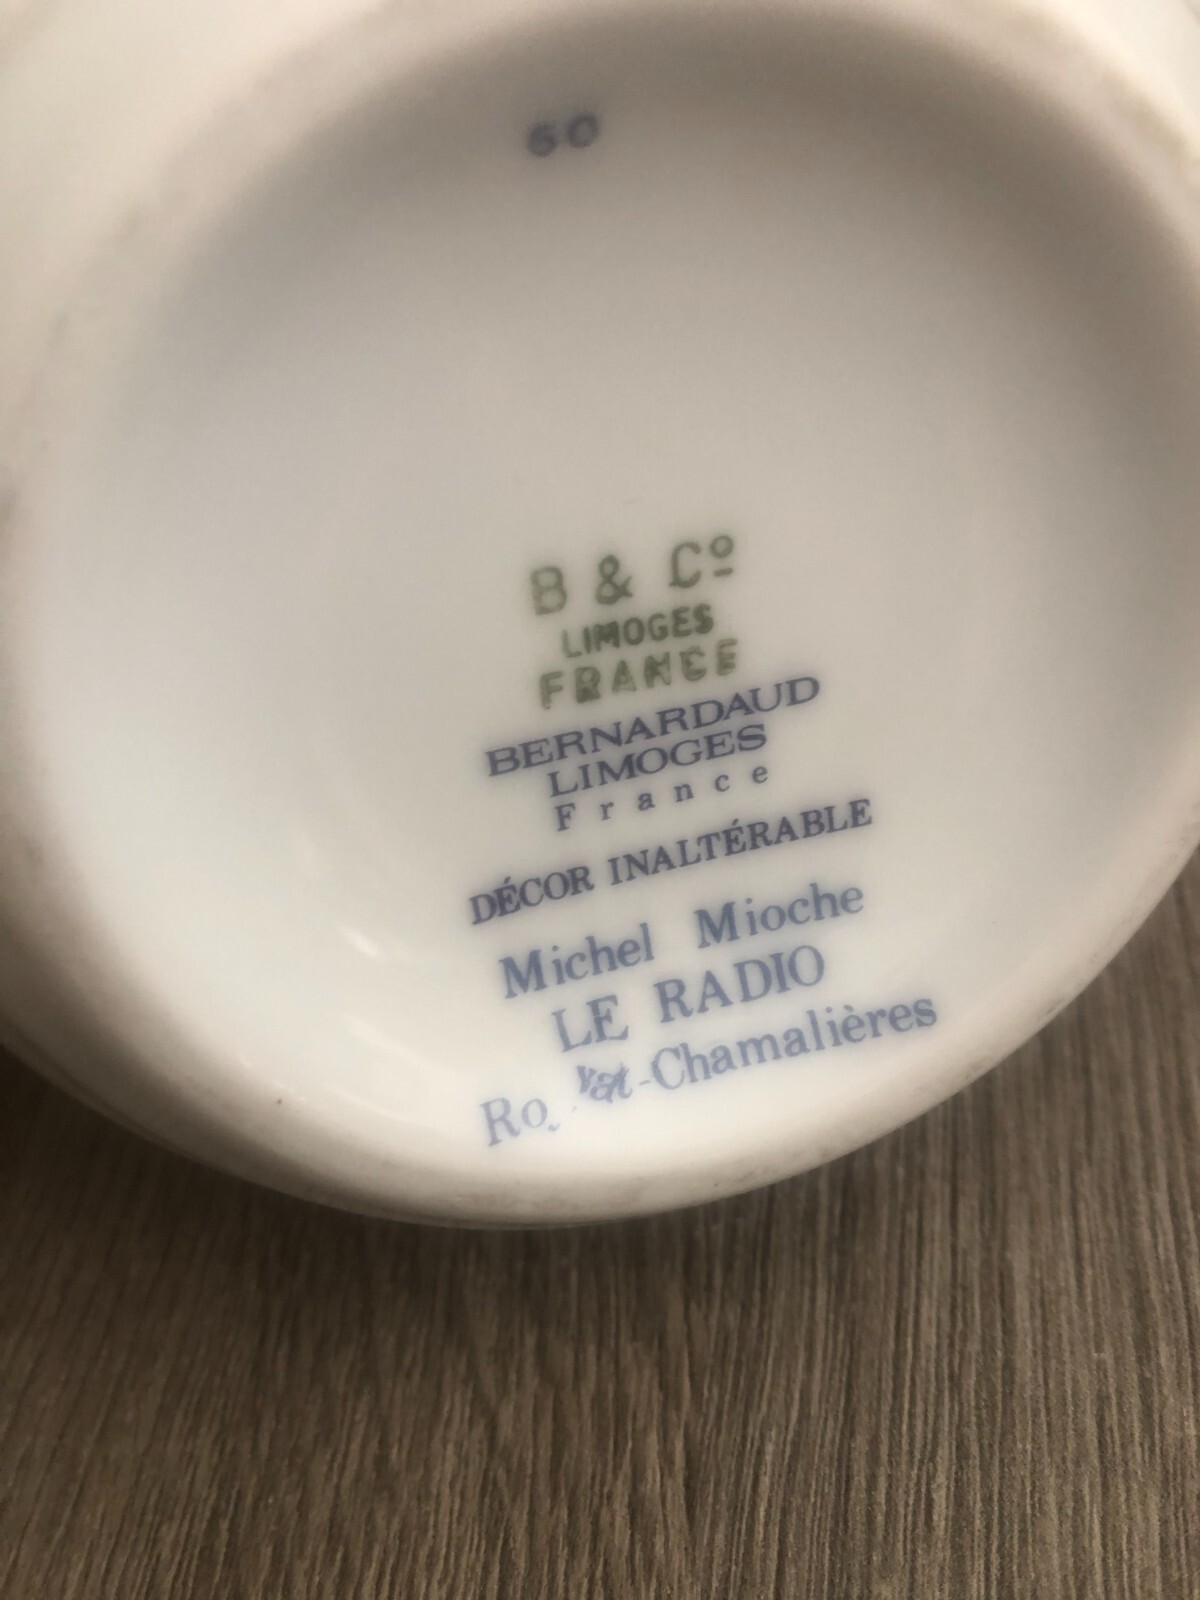 60
B & Cº
LIMOGES
FRANCE
BERNARDAUD
LIMOGES
France
DÉCOR INALTÉRABLE
Michel Mioche
LE RADIO
-Chamalières